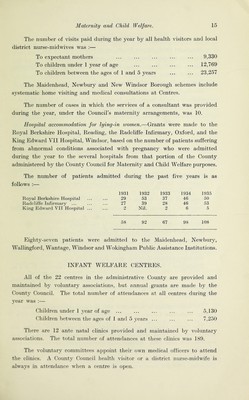 Maternity and Child Welfare. 15
The number of visits paid during the year by all health visitors and local
district nurse-midwives was :—
To expectant mothers ... ... ... ... ... 9,330
To children under 1 year of age ... ... ... ... 12,769
To children between the ages of 1 and 5 years ... ... 23,257
The Maidenhead, Newbury and New Windsor Borough schemes include
systematic home visiting and medical consultations at Centres.
The number of cases in which the services of a consultant was provided
during the year, under the Council's maternity arrangements, was 10.
Hospital accommodation for lying-in women.—Grants were made to the
Royal Berkshire Hospital, Reading, the Radcliffe Infirmary, Oxford, and the
King Edward VII Hospital, Windsor, based on the number of patients suffering
from abnormal conditions associated with pregnancy who were admitted
during the year to the several hospitals from that portion of the County
administered by the County Council for Maternity and Child Welfare purposes.
The number of patients admitted during the past five years is as
follows :—
1931 1932 1933 1934 1935
Royal Berkshire Hospital ... ... 29 53 37 46 50
Radcliffe Infirmary ... ... ... 27 39 28 46 53
King Edward VII Hospital ... ... 2 Nil. 2 6 5
58 92 67 98 108
Eighty-seven patients were admitted to the Maidenhead, Newbury,
Wallingford, Wantage, Windsor and Wokingham Public Assistance Institutions.
INFANT WELFARE CENTRES.
All of the 22 centres in the administrative County are provided and
maintained by voluntary associations, but annual grants are made by the
County Council. The total number of attendances at all centres during the
year was :—
Children under 1 year of age ... ... ... ... ... 5,130
Children between the ages of 1 and 5 years ... ... ... 7,250
There are 12 ante natal clinics provided and maintained by voluntary
associations. The total number of attendances at these clinics was 189.
The voluntary committees appoint their own medical officers to attend
the clinics. A County Council health visitor or a district nurse-midwife is
always in attendance when a centre is open.